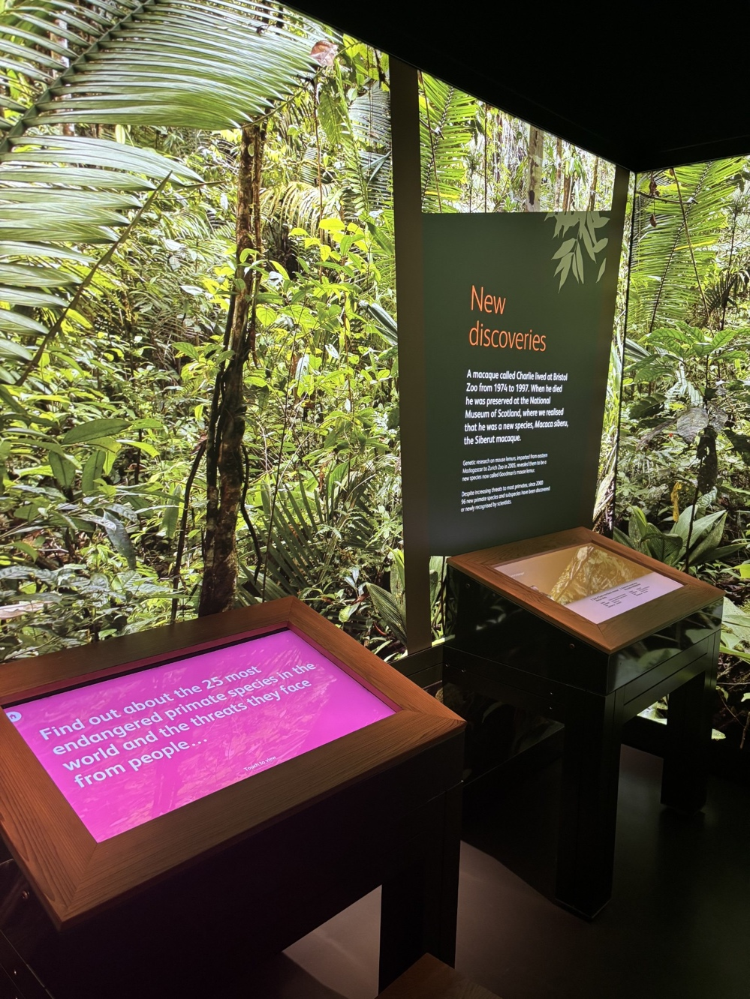 New
discoveries
A macaque called Charlie lived at Bristol
Zoo from 1974 to 1997. When he died
he was preserved at the National
Museum of Scotland, where we realised
that he was a new species, Macaca siberu,
the Siberut macaque.
Genetic research on mouse lemurs, imported from eastern
Madagascar to Zurich Zoo in 2005, revealed them to be a
new species now called Goodman's mouse lemur.
Despite increasing threats to most primates, since 2000
96 new primate species and subspecies have been discovered
or newly recognised by scientists.
Find out about the 25 most
endangered primate species in the
world and the threats they face
from people...
Touch to view